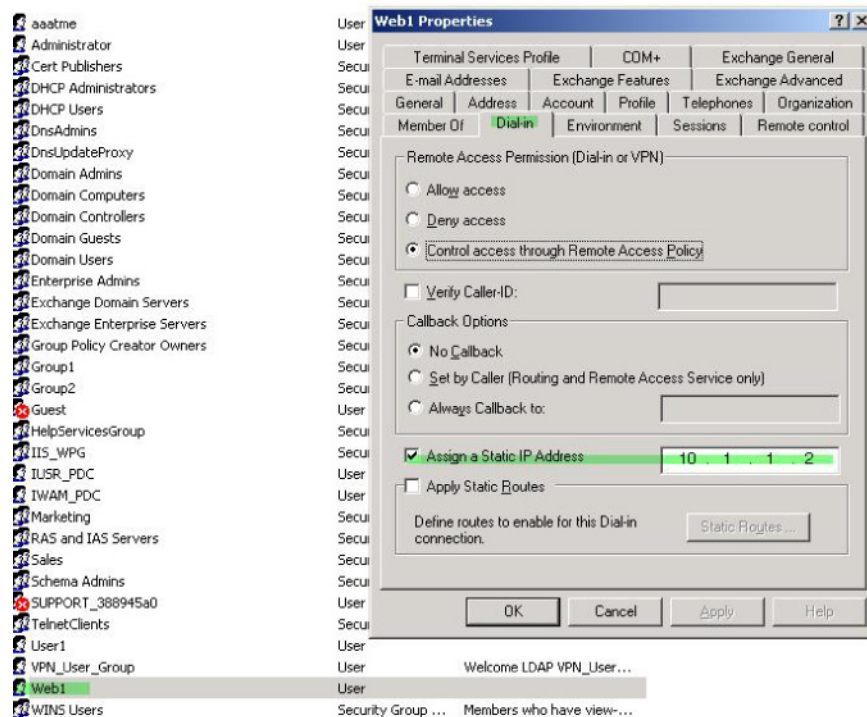 aaatme User
Administrator User
Cert Publishers Secu
DHCP Administrators Secu
DHCP Users Secu
DnsAdmins Secu
DnsUpdateProxy Secu
Domain Admins Secu
Domain Computers Secu
Domain Controllers Secu
Domain Guests Secu
Domain Users Secu
Enterprise Admins Secu
Exchange Domain Servers Secu
Exchange Enterprise Servers Secu
Group Policy Creator Owners Secu
Group1 Secu
Group2 Secu
Guest User
HelpServicesGroup Secu
IIS_WPG Secu
IUSR_PDC User
IWAM_PDC User
Marketing Secu
RAS and IAS Servers Secu
Sales Secu
Schema Admins Secu
SUPPORT_388945a0 User
TelnetClients Secu
User1 User
VPN_User_Group User Welcome LDAP VPN_User...
Web1 User
WINS Users Security Group ... Members who have view-...
Web1 Properties
Terminal Services Profile COM+ Exchange General
E-mail Addresses Exchange Features Exchange Advanced
General Address Account Profile Telephones Organization
Member Of Dial-in Environment Sessions Remote control
Remote Access Permission (Dial-in or VPN)
Allow access
Deny access
Control access through Remote Access Policy
Verify Caller-ID:
Callback Options
No Callback
Set by Caller (Routing and Remote Access Service only)
Always Callback to:
Assign a Static IP Address 10 . 1 . 1 . 2
Apply Static Routes
Define routes to enable for this Dial-in
connection.
Static Routes ...
OK Cancel Apply Help